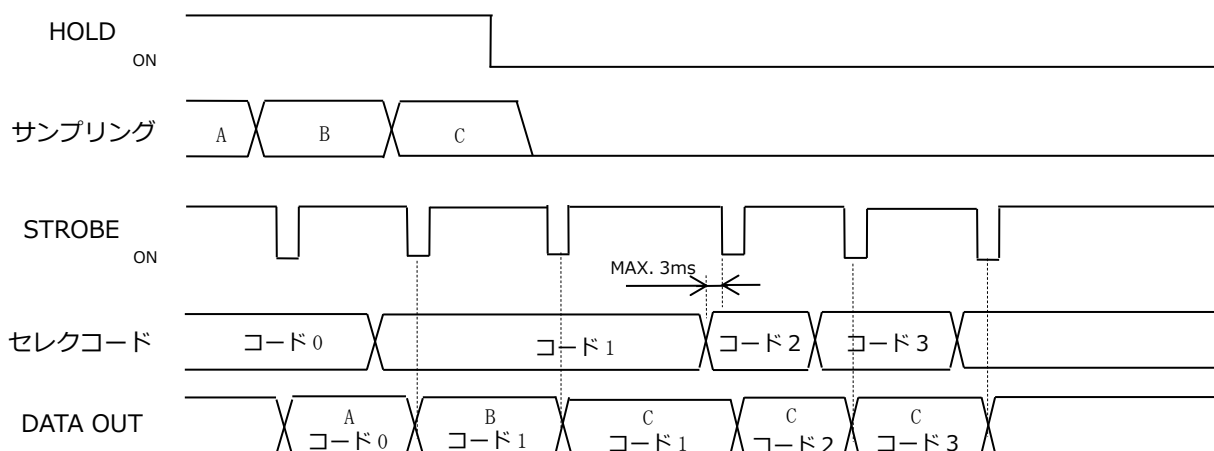 HOLD
ON
サンプリング
A B C
STROBE
ON
MAX. 3ms
セレクコード
コード0 コード1 コード2 コード3
DATA OUT
A B C C C
コード0 コード1 コード1 コード2 コード3